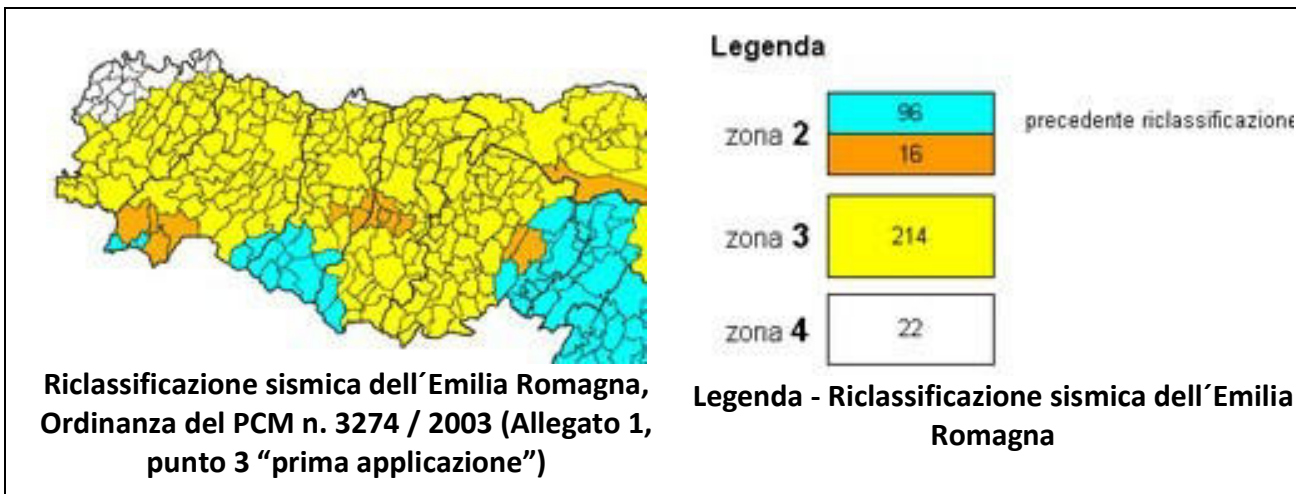 Legenda
zona 2
96
16
precedente riclassificazione
zona 3
214
zona 4
22
Riclassificazione sismica dell´Emilia Romagna,
Ordinanza del PCM n. 3274 / 2003 (Allegato 1,
punto 3 “prima applicazione”)
Legenda - Riclassificazione sismica dell´Emilia
Romagna